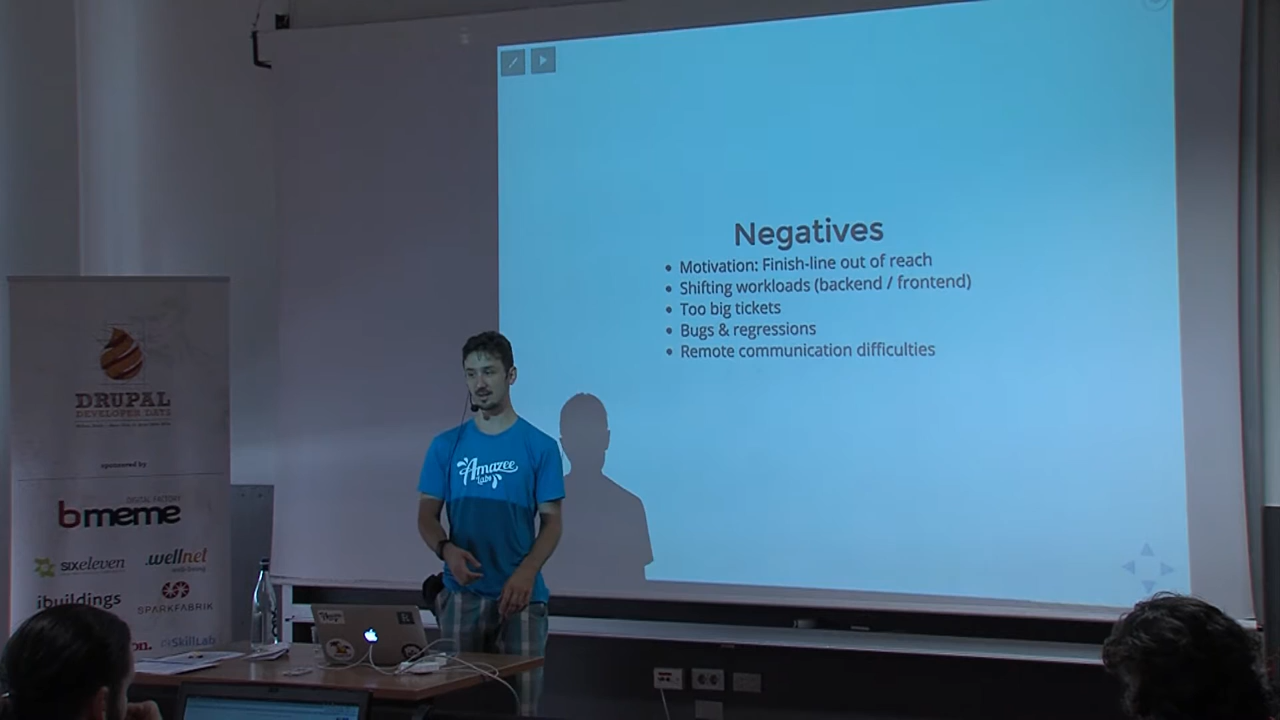 Negatives
Motivation: Finish-line out of reach
Shifting workloads (backend / frontend)
Too big tickets
Bugs & regressions
Remote communication difficulties
Amazee
Labs
DRUPAL
DEVELOPER DAYS
sponsored by
DIGITAL FACTORY
bmeme
sixeleven
.wellnet
ibuildings
SPARKFABRIK
SkillLab